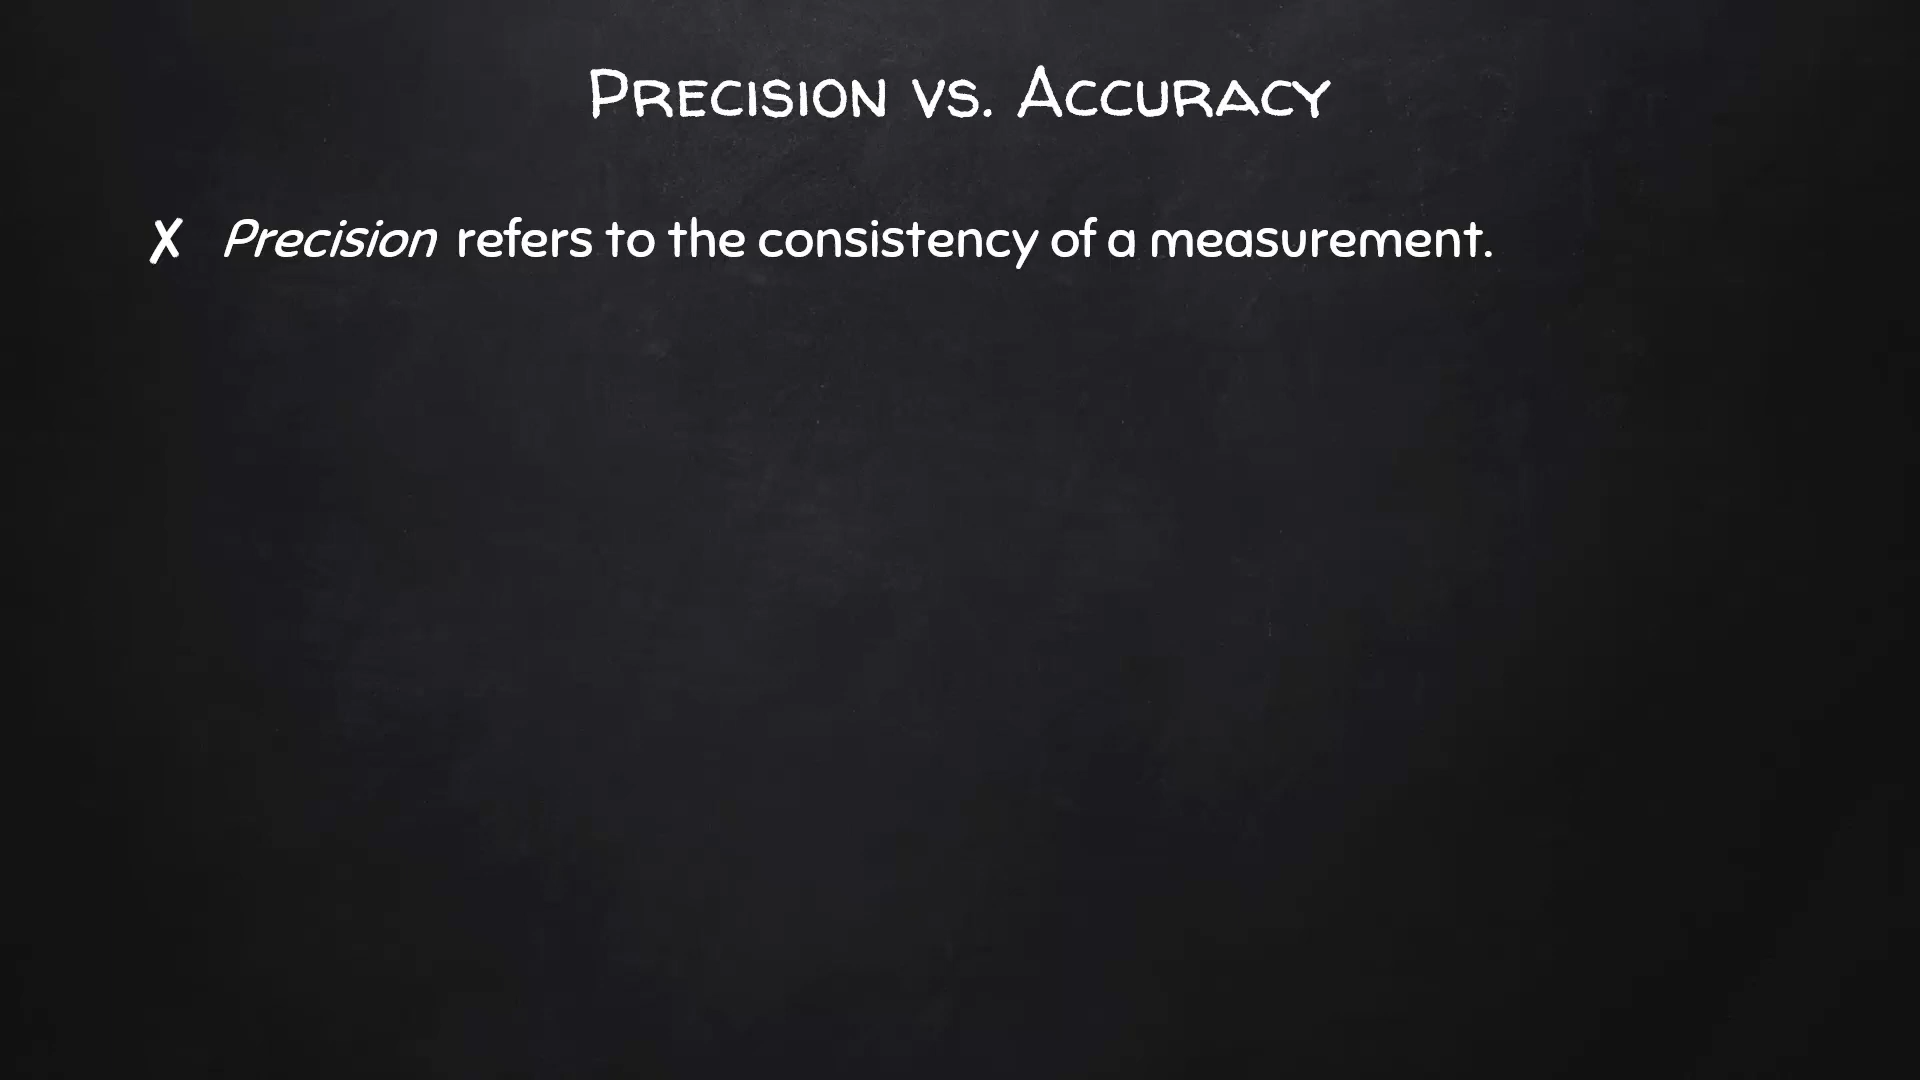 Precision vs. Accuracy
✗ Precision refers to the consistency of a measurement.